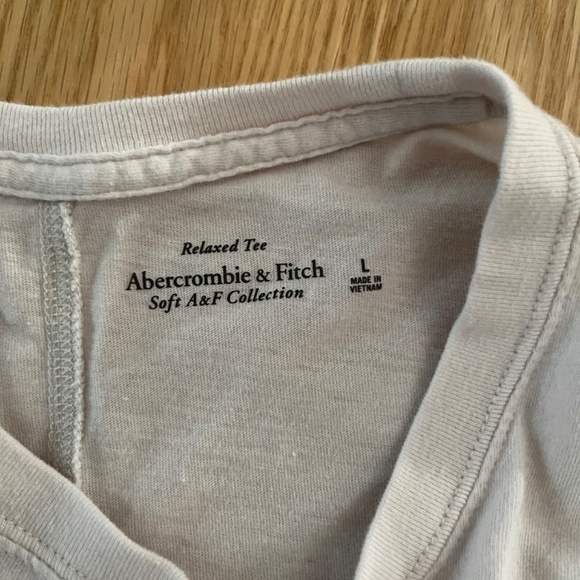 Relaxed Tee
Abercrombie & Fitch
Soft A&F Collection
L
MADE IN
VIETNAM